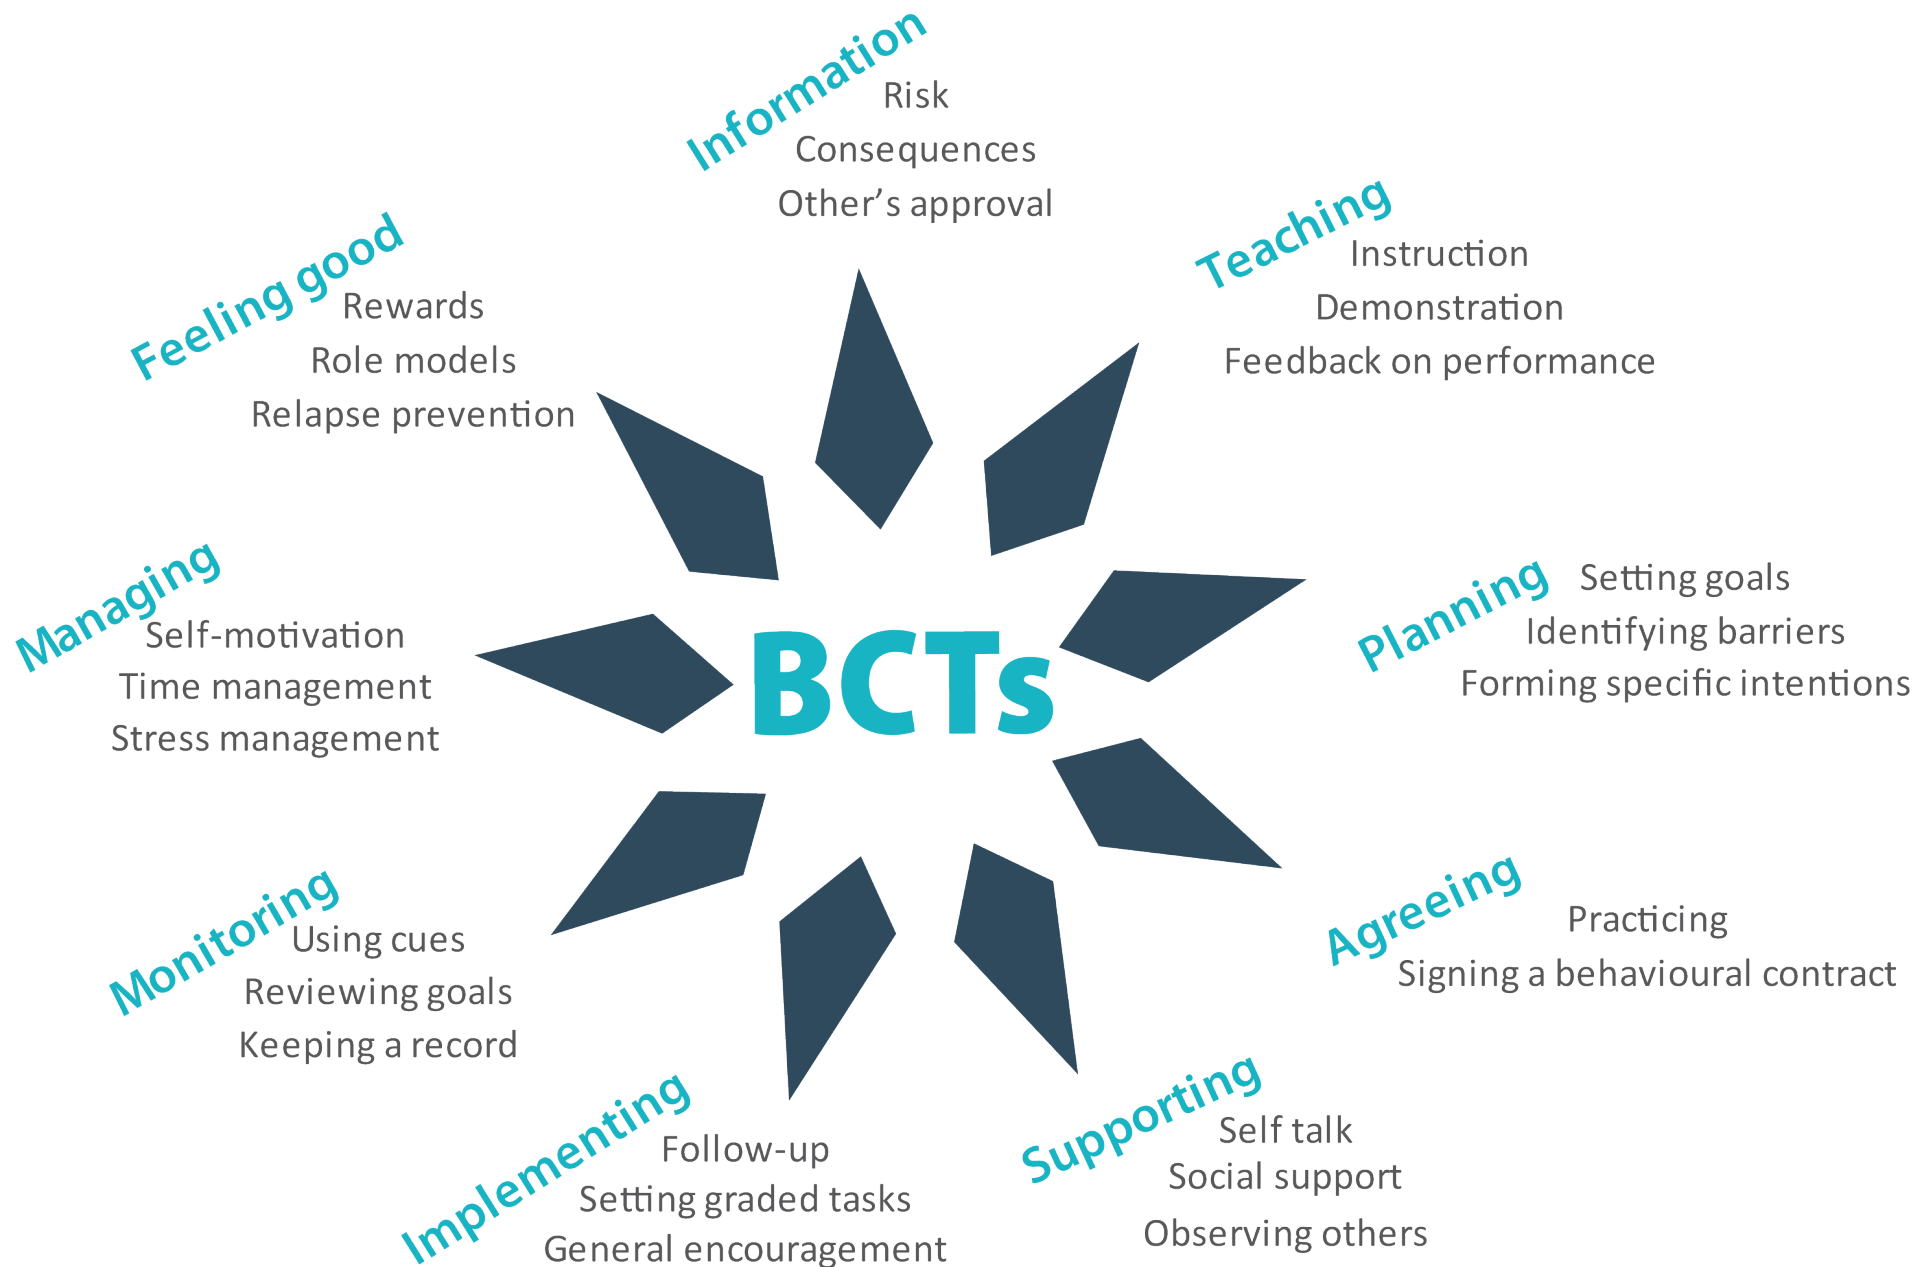 Information
Risk
Consequences
Other’s approval
Teaching
Instruction
Demonstration
Feedback on performance
Planning
Setting goals
Identifying barriers
Forming specific intentions
Agreeing
Practicing
Signing a behavioural contract
Supporting
Self talk
Social support
Observing others
Implementing
Follow-up
Setting graded tasks
General encouragement
Monitoring
Using cues
Reviewing goals
Keeping a record
Managing
Self-motivation
Time management
Stress management
Feeling good
Rewards
Role models
Relapse prevention
BCTs